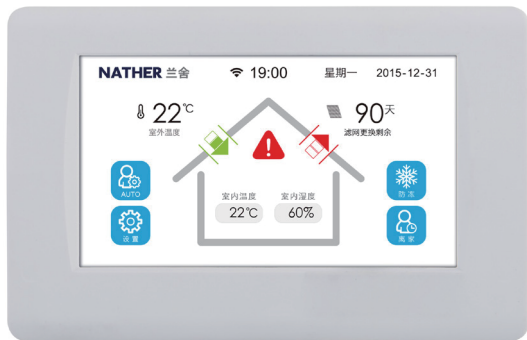 NATHER 兰舍 19:00 星期一 2015-12-31
22℃ 90天
室外温度 滤网更换剩余
AUTO 防冻
室内温度 室内湿度
22℃ 60%
设置 离家